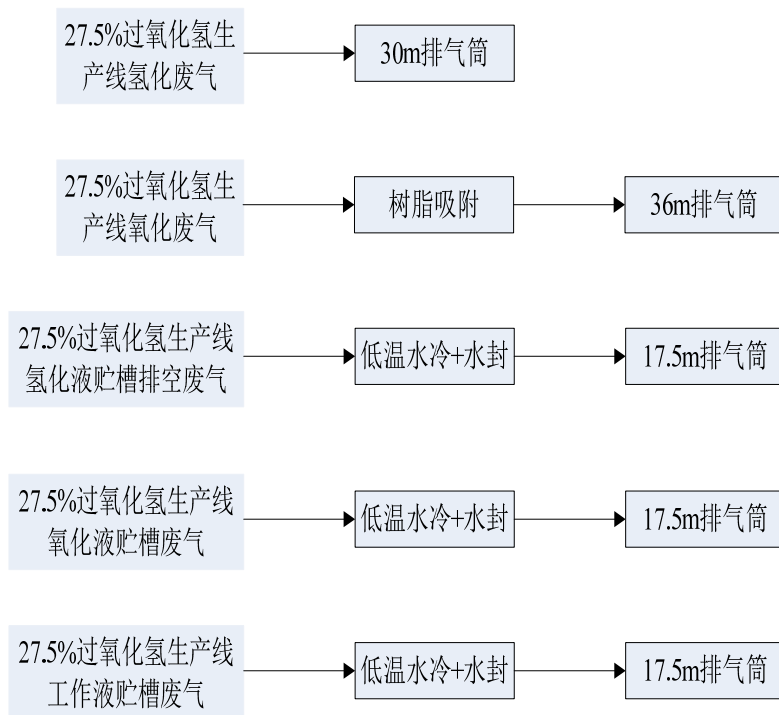 27.5%过氧化氢生
产线氢化废气
30m排气筒
27.5%过氧化氢生
产线氧化废气
树脂吸附
36m排气筒
27.5%过氧化氢生产线
氢化液贮槽排空废气
低温水冷+水封
17.5m排气筒
27.5%过氧化氢生产线
氧化液贮槽废气
低温水冷+水封
17.5m排气筒
27.5%过氧化氢生产线
工作液贮槽废气
低温水冷+水封
17.5m排气筒